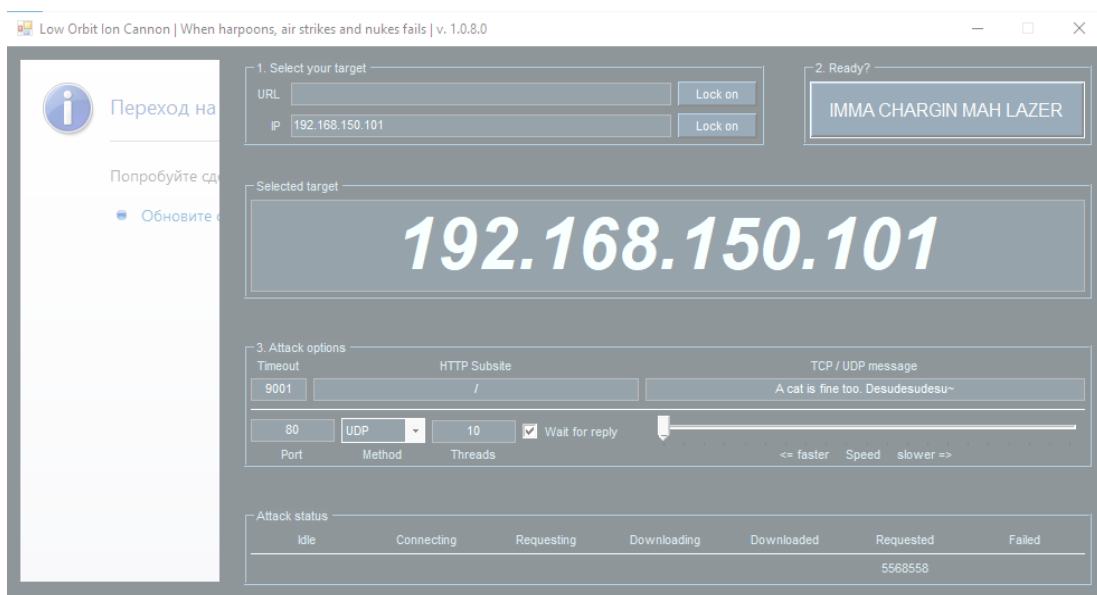 Low Orbit Ion Cannon | When harpoons, air strikes and nukes fails | v. 1.0.8.0
Переход на
Попробуйте сд
Обновите
1. Select your target
URL
Lock on
IP 192.168.150.101 Lock on
2. Ready?
IMMA CHARGIN MAH LAZER
Selected target
192.168.150.101
3. Attack options
Timeout HTTP Subsite TCP / UDP message
9001 / A cat is fine too. Desudesudesu~
80 UDP 10 Wait for reply
Port Method Threads <= faster Speed slower =>
Attack status
Idle Connecting Requesting Downloading Downloaded Requested Failed
5568558